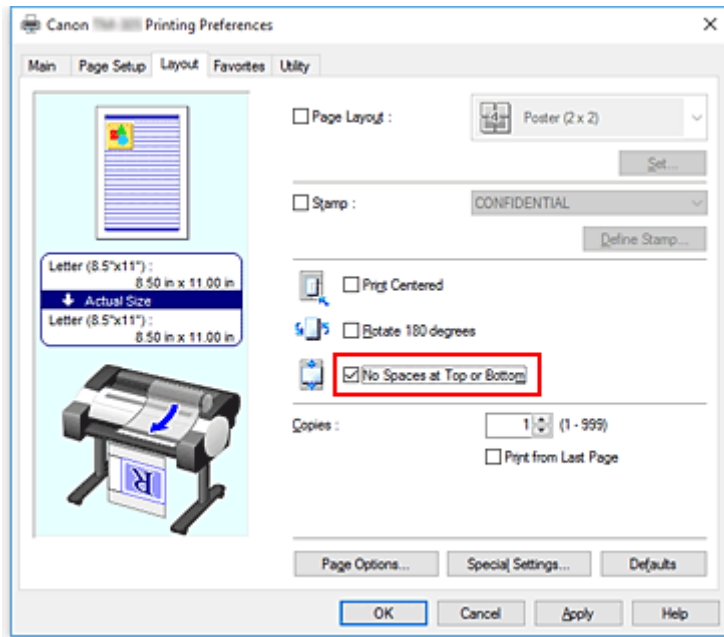 Canon Printing Preferences
Main Page Setup Layout Favorites Utility
Page Layout :
Poster (2 x 2)
Set...
Stamp :
CONFIDENTIAL
Define Stamp...
Letter (8.5"x11") :
8.50 in x 11.00 in
Actual Size
Letter (8.5"x11") :
8.50 in x 11.00 in
Print Centered
Rotate 180 degrees
No Spaces at Top or Bottom
Copies :
1 (1 - 999)
Print from Last Page
R
Page Options... Special Settings... Defaults
OK Cancel Apply Help